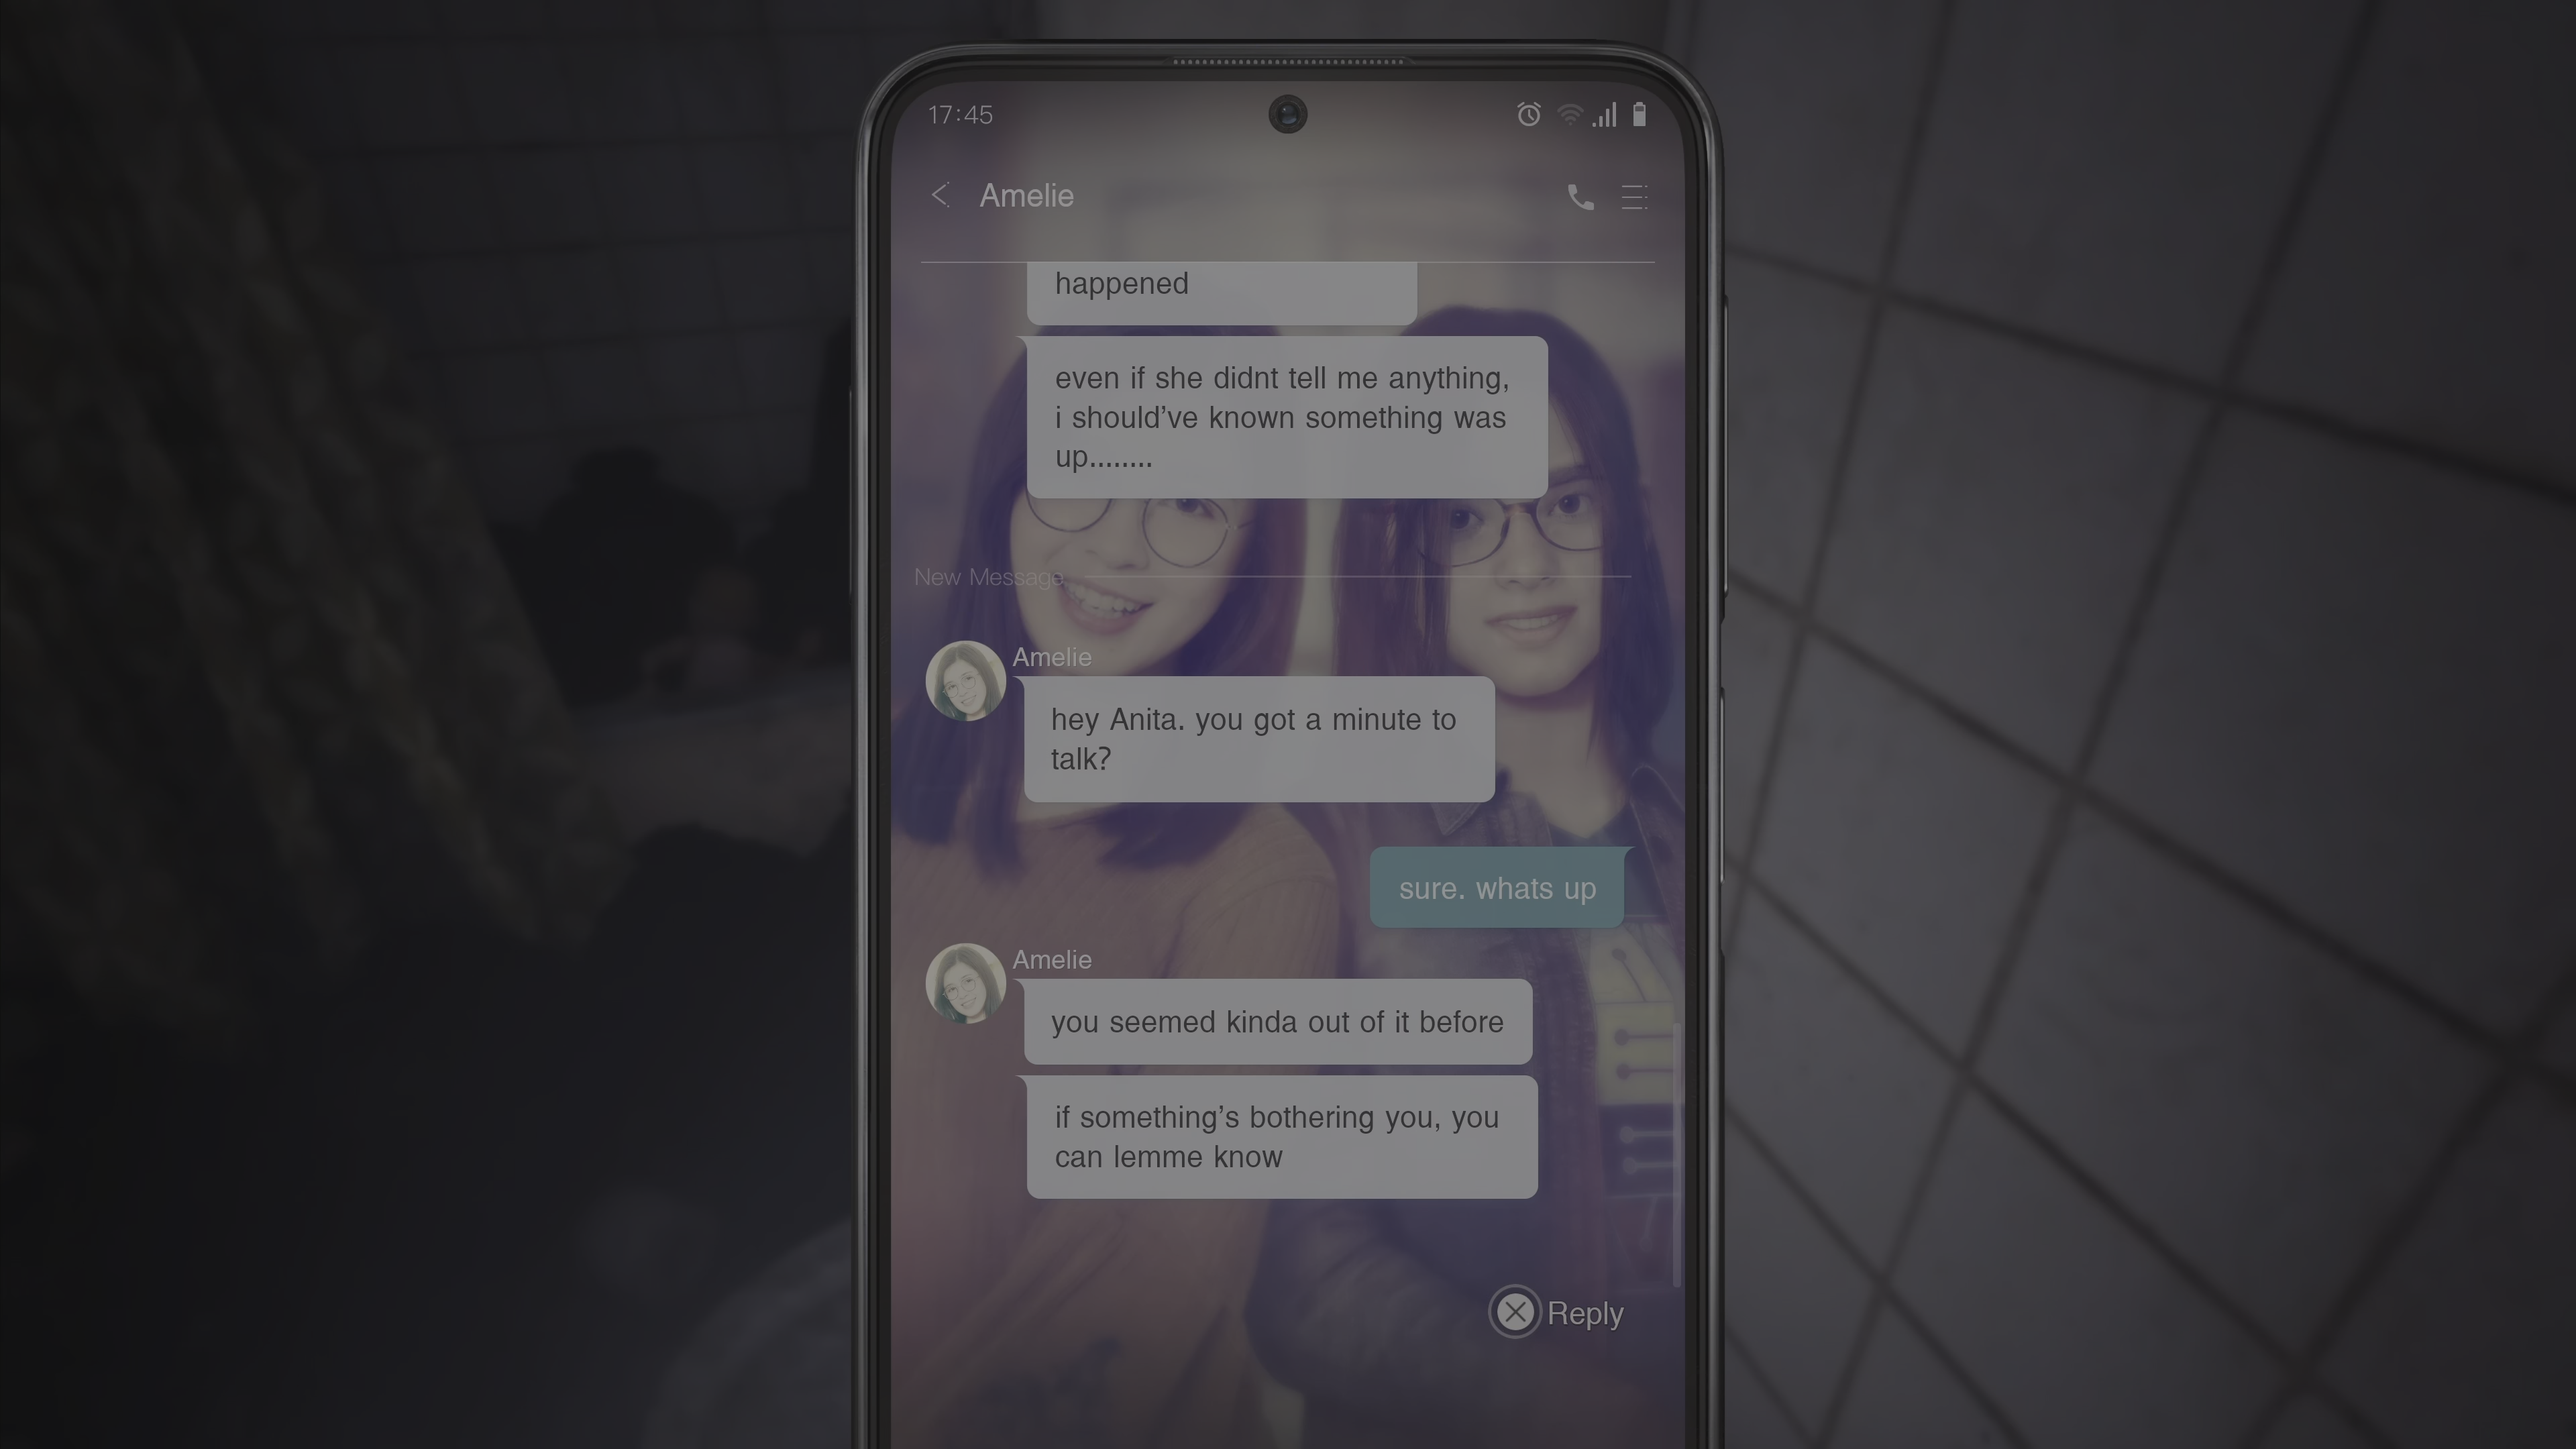 17:45
Amelie
happened
even if she didnt tell me anything,
i should’ve known something was
up........
New Message
Amelie
hey Anita. you got a minute to
talk?
sure. whats up
Amelie
you seemed kinda out of it before
if something’s bothering you, you
can lemme know
Reply